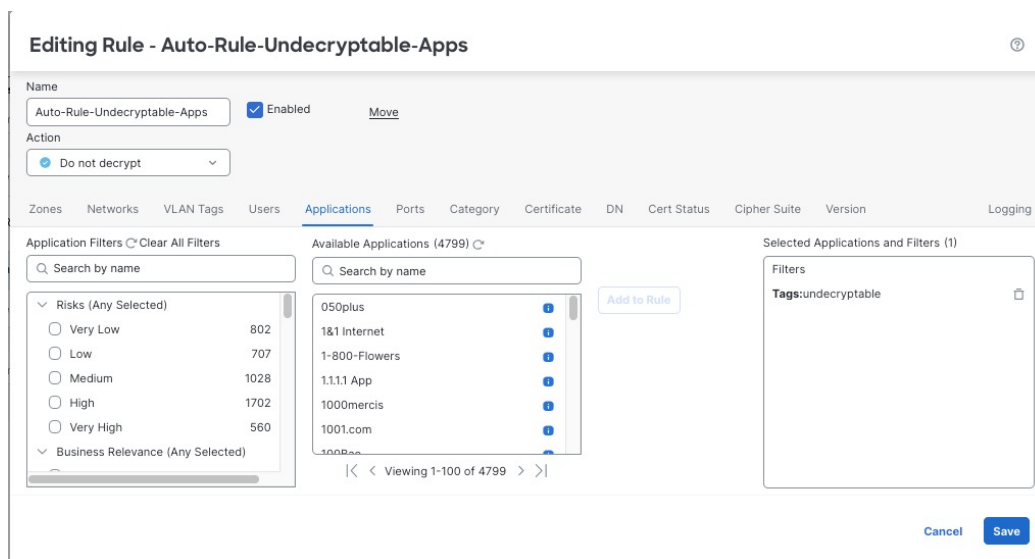 Editing Rule - Auto-Rule-Undecryptable-Apps
Name
Auto-Rule-Undecryptable-Apps
Enabled
Move
Action
Do not decrypt
Zones Networks VLAN Tags Users Applications Ports Category Certificate DN Cert Status Cipher Suite Version Logging
Application Filters Clear All Filters
Search by name
Risks (Any Selected)
Very Low 802
Low 707
Medium 1028
High 1702
Very High 560
Business Relevance (Any Selected)
Available Applications (4799)
Search by name
050plus
1&1 Internet
1-800-Flowers
1.1.1.1 App
1000mercis
1001.com
100Bao
Viewing 1-100 of 4799
Add to Rule
Selected Applications and Filters (1)
Filters
Tags:undecryptable
Cancel
Save